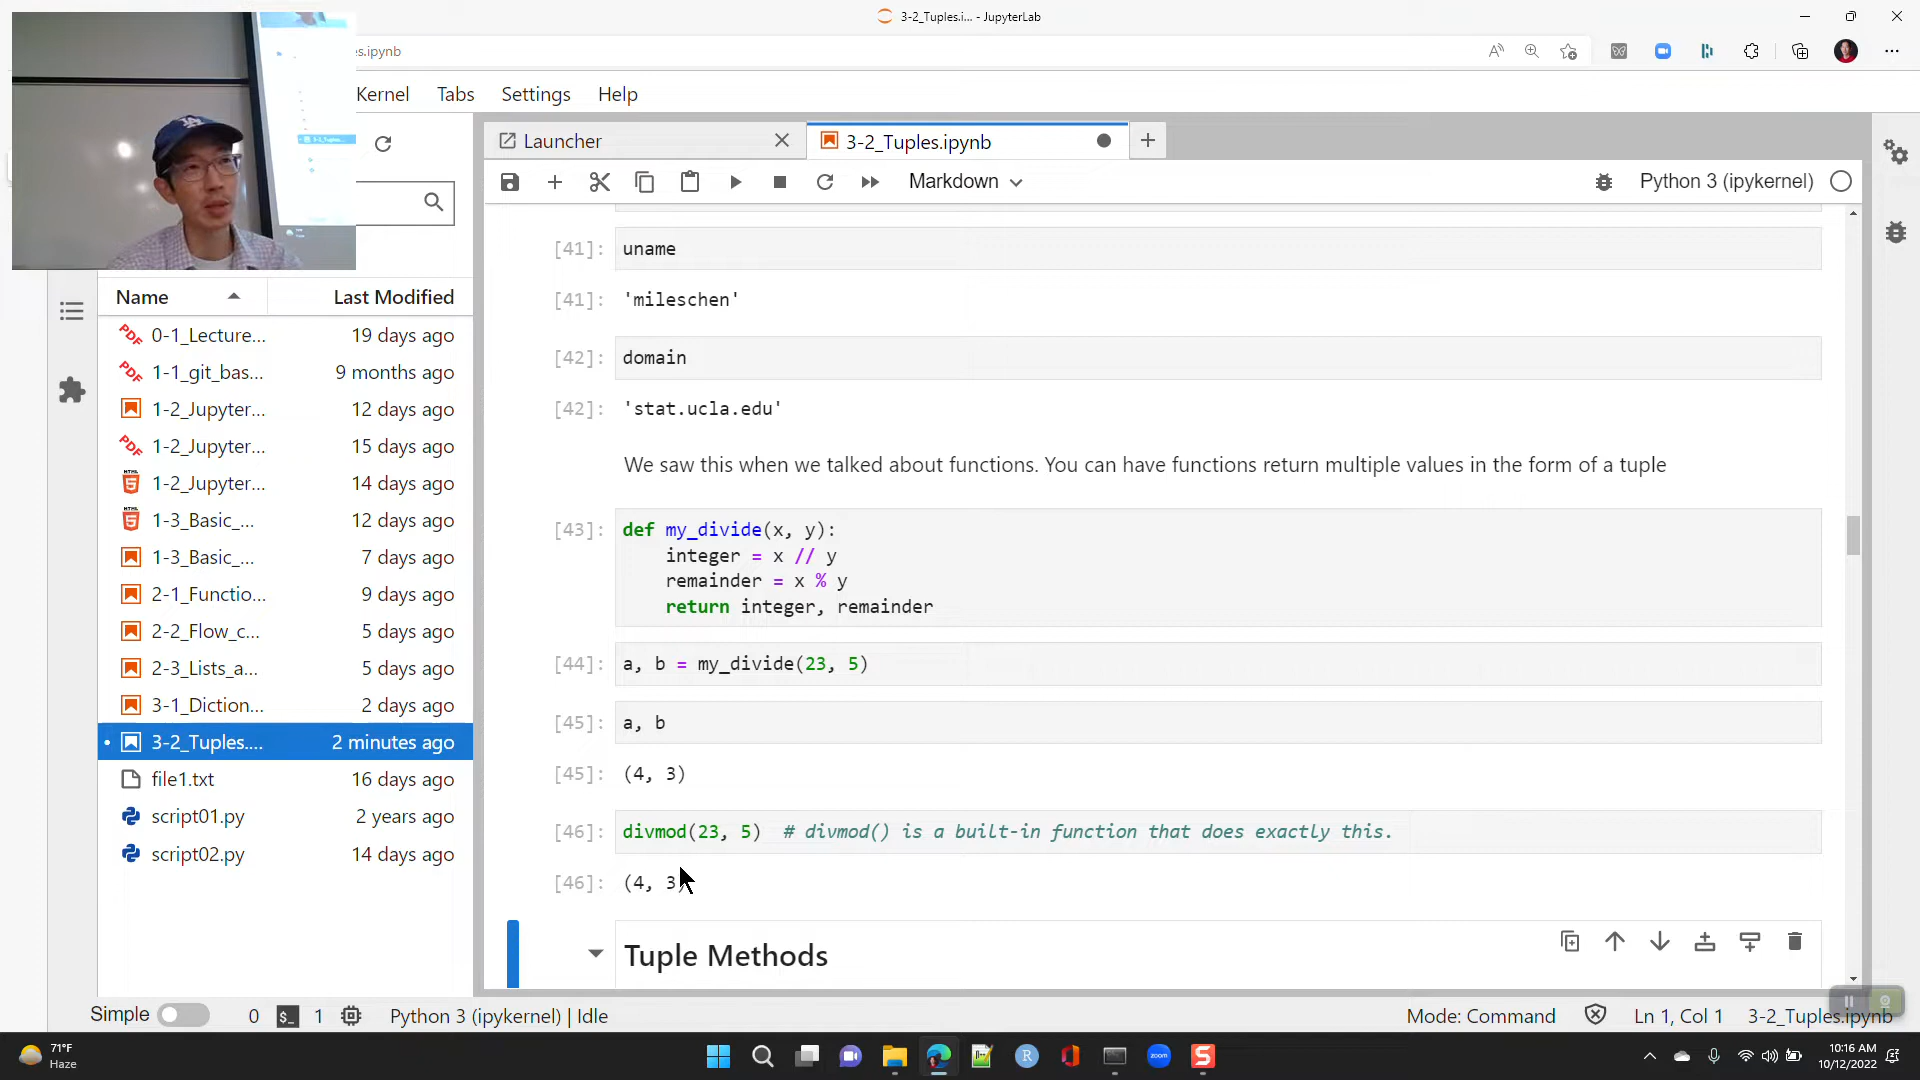 3-2_Tuples.i... - JupyterLab
es.ipynb
Kernel Tabs Settings Help
Launcher
3-2_Tuples.ipynb
Markdown
Python 3 (ipykernel)
Name Last Modified
0-1_Lecture... 19 days ago
1-1_git_bas... 9 months ago
1-2_Jupyter... 12 days ago
1-2_Jupyter... 15 days ago
1-2_Jupyter... 14 days ago
1-3_Basic_... 12 days ago
1-3_Basic_... 7 days ago
2-1_Functio... 9 days ago
2-2_Flow_c... 5 days ago
2-3_Lists_a... 5 days ago
3-1_Diction... 2 days ago
3-2_Tuples.... 2 minutes ago
file1.txt 16 days ago
script01.py 2 years ago
script02.py 14 days ago
[41]: uname
[41]: 'mileschen'
[42]: domain
[42]: 'stat.ucla.edu'
We saw this when we talked about functions. You can have functions return multiple values in the form of a tuple
[43]: def my_divide(x, y):
integer = x // y
remainder = x % y
return integer, remainder
[44]: a, b = my_divide(23, 5)
[45]: a, b
[45]: (4, 3)
[46]: divmod(23, 5) # divmod() is a built-in function that does exactly this.
[46]: (4, 3)
Tuple Methods
Simple 0 $_ 1 Python 3 (ipykernel) | Idle
Mode: Command Ln 1, Col 1 3-2_Tuples.ipynb
71°F
Haze
zoom
10:16 AM
10/12/2022